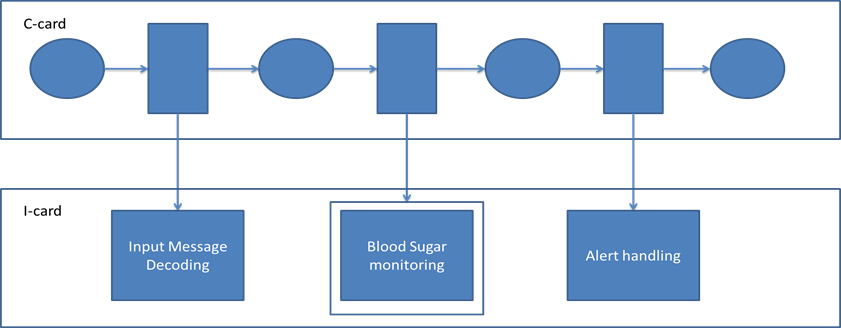 C-card
I-card
Input Message
Decoding
Blood Sugar
monitoring
Alert handling